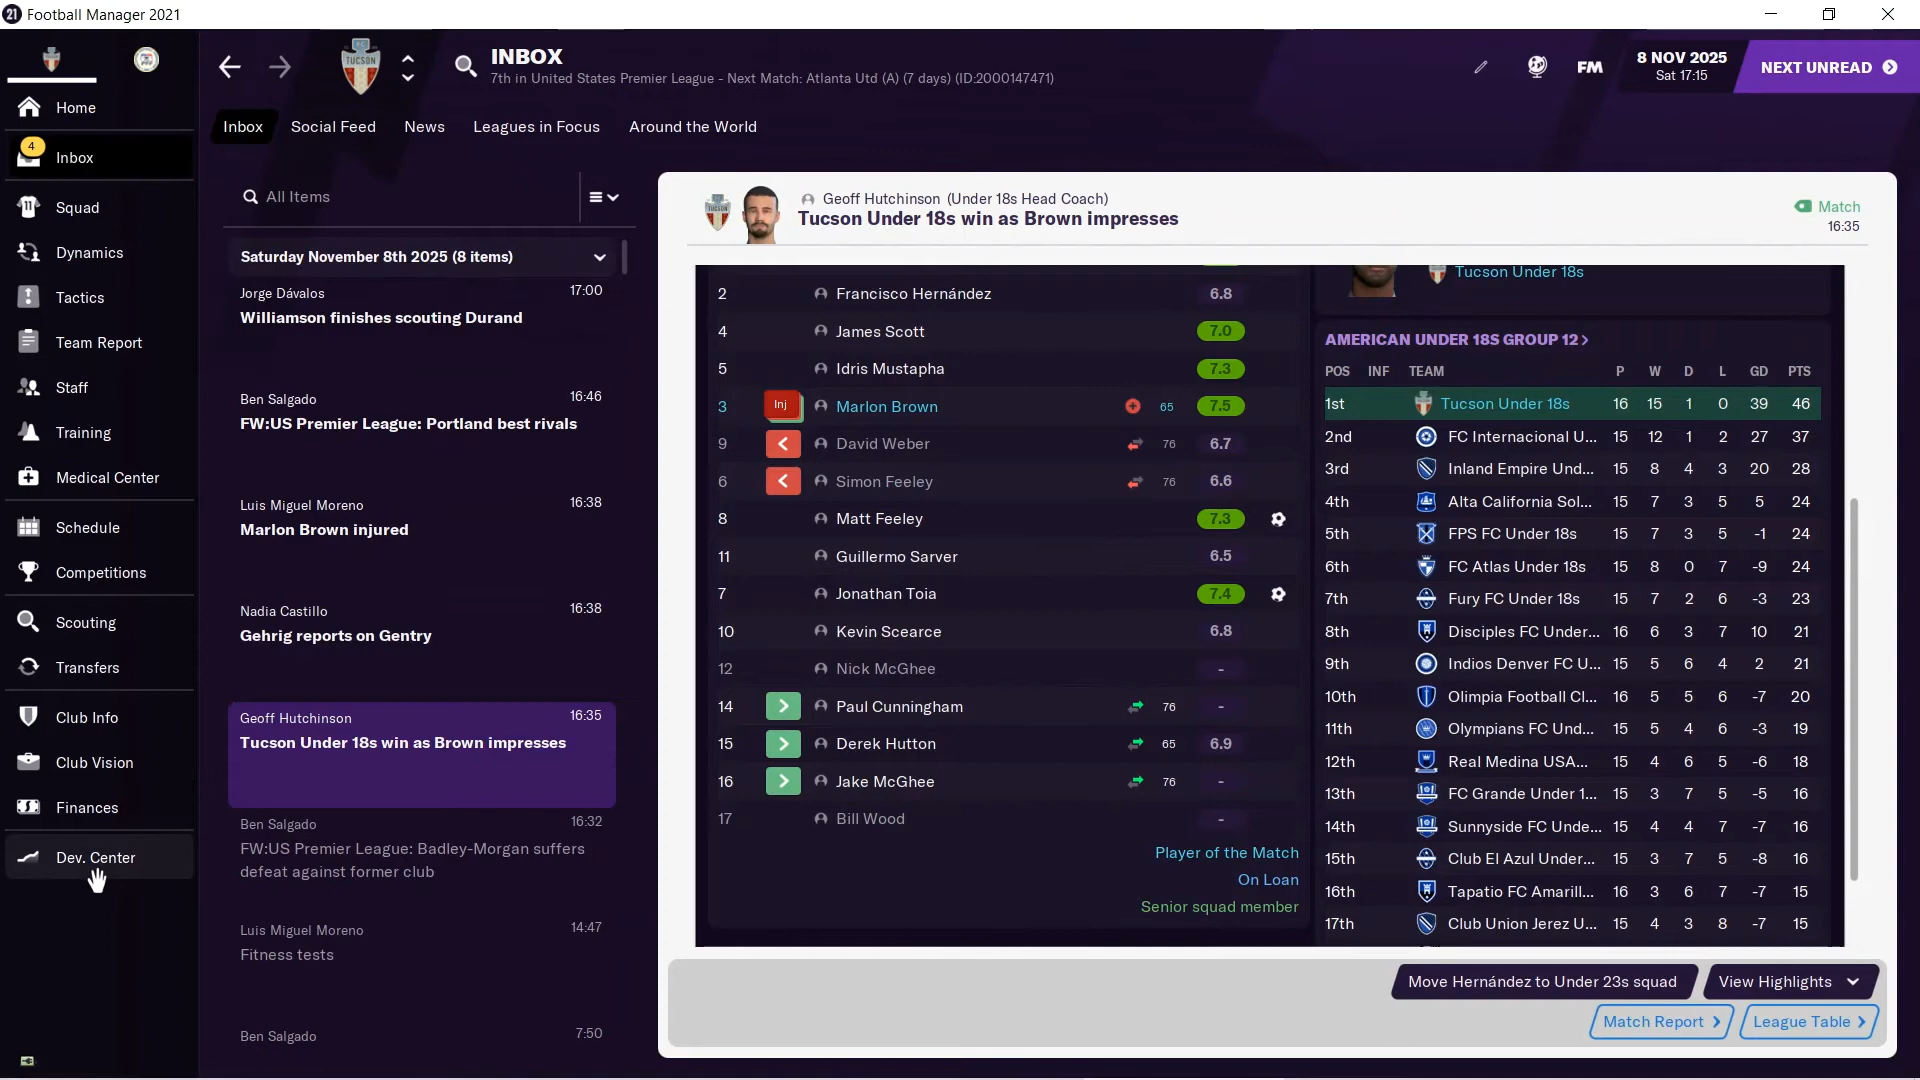 21 Football Manager 2021
INBOX
7th in United States Premier League - Next Match: Atlanta Utd (A) (7 days) (ID:2000147471)
FM
8 NOV 2025
Sat 17:15
NEXT UNREAD
FC TUCSON
Home
4
Inbox
Squad
Dynamics
Tactics
Team Report
Staff
Training
Medical Center
Schedule
Competitions
Scouting
Transfers
Club Info
Club Vision
Finances
Dev. Center
Inbox Social Feed News Leagues in Focus Around the World
All Items
Saturday November 8th 2025 (8 items)
Jorge Dávalos 17:00
Williamson finishes scouting Durand
Ben Salgado 16:46
FW:US Premier League: Portland best rivals
Luis Miguel Moreno 16:38
Marlon Brown injured
Nadia Castillo 16:38
Gehrig reports on Gentry
Geoff Hutchinson 16:35
Tucson Under 18s win as Brown impresses
Ben Salgado 16:32
FW:US Premier League: Badley-Morgan suffers
defeat against former club
Luis Miguel Moreno 14:47
Fitness tests
Ben Salgado 7:50
Geoff Hutchinson (Under 18s Head Coach)
Tucson Under 18s win as Brown impresses
Match
16:35
2 Francisco Hernández 6.8
4 James Scott 7.0
5 Idris Mustapha 7.3
3 Inj Marlon Brown 65 7.5
9 David Weber 76 6.7
6 Simon Feeley 76 6.6
8 Matt Feeley 7.3
11 Guillermo Sarver 6.5
7 Jonathan Toia 7.4
10 Kevin Scearce 6.8
12 Nick McGhee -
14 Paul Cunningham 76 -
15 Derek Hutton 65 6.9
16 Jake McGhee 76 -
17 Bill Wood -
Player of the Match
On Loan
Senior squad member
Tucson Under 18s
AMERICAN UNDER 18S GROUP 12 >
POS INF TEAM P W D L GD PTS
1st Tucson Under 18s 16 15 1 0 39 46
2nd FC Internacional U... 15 12 1 2 27 37
3rd Inland Empire Und... 15 8 4 3 20 28
4th Alta California Sol... 15 7 3 5 5 24
5th FPS FC Under 18s 15 7 3 5 -1 24
6th FC Atlas Under 18s 15 8 0 7 -9 24
7th Fury FC Under 18s 15 7 2 6 -3 23
8th Disciples FC Under... 16 6 3 7 10 21
9th Indios Denver FC U... 15 5 6 4 2 21
10th Olimpia Football Cl... 16 5 5 6 -7 20
11th Olympians FC Und... 15 5 4 6 -3 19
12th Real Medina USA... 15 4 6 5 -6 18
13th FC Grande Under 1... 15 3 7 5 -5 16
14th Sunnyside FC Unde... 15 4 4 7 -7 16
15th Club El Azul Under... 15 3 7 5 -8 16
16th Tapatio FC Amarill... 16 3 6 7 -7 15
17th Club Union Jerez U... 15 4 3 8 -7 15
Move Hernández to Under 23s squad
View Highlights
Match Report >
League Table >